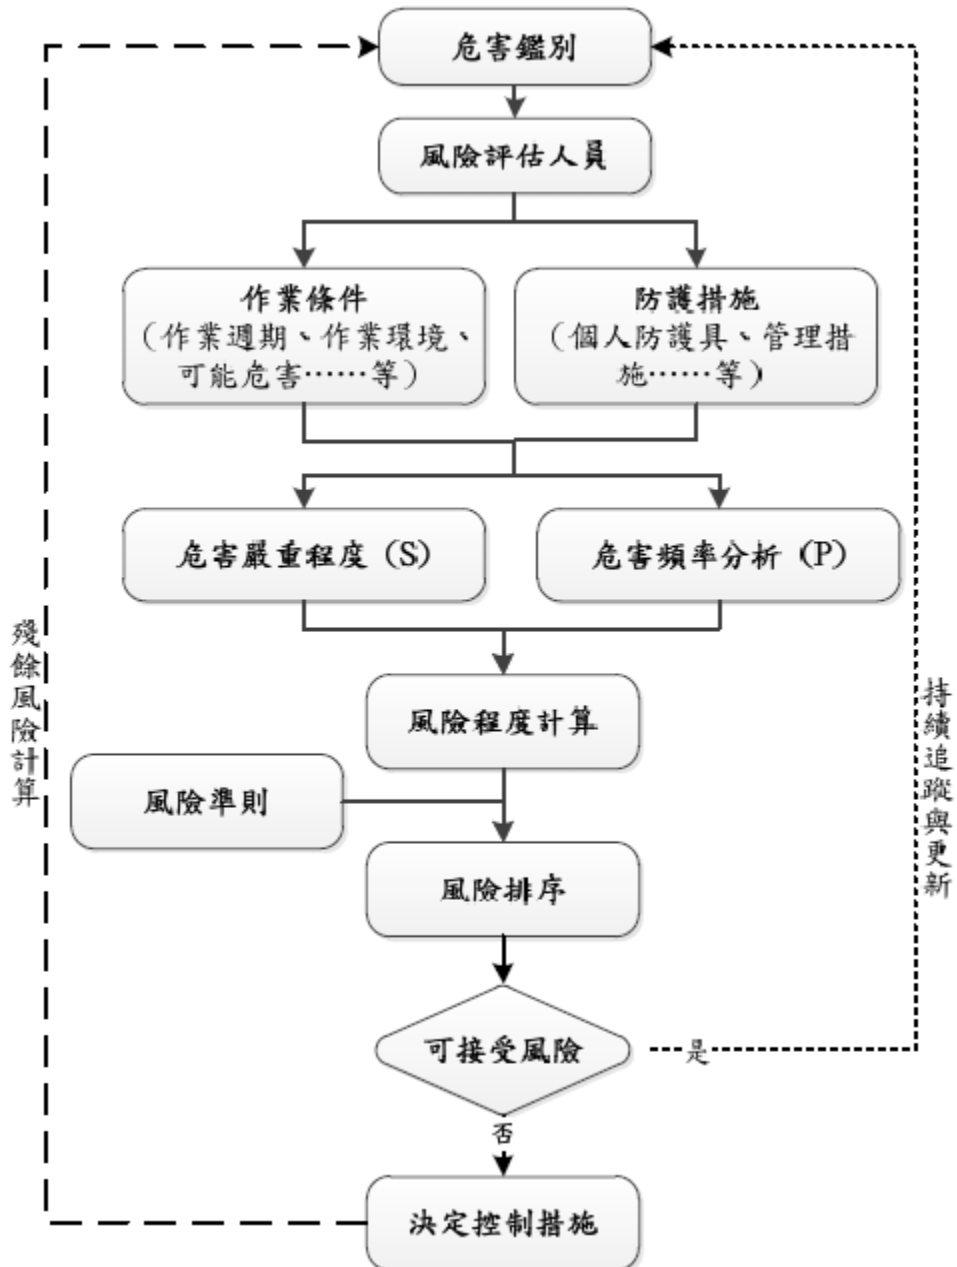 危害鑑別
風險評估人員
作業條件
（作業週期、作業環境、
可能危害……等）
防護措施
（個人防護具、管理措
施……等）
危害嚴重程度（S）
危害頻率分析（P）
殘餘風險計算
風險程度計算
持續追蹤與更新
風險準則
風險排序
可接受風險
是
否
決定控制措施